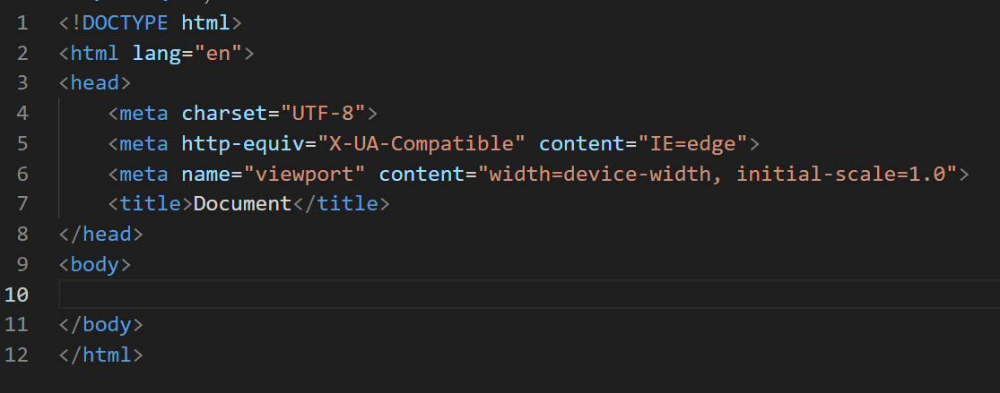 1 <!DOCTYPE html>
2 <html lang="en">
3 <head>
4     <meta charset="UTF-8">
5     <meta http-equiv="X-UA-Compatible" content="IE=edge">
6     <meta name="viewport" content="width=device-width, initial-scale=1.0">
7     <title>Document</title>
8 </head>
9 <body>
10
11 </body>
12 </html>